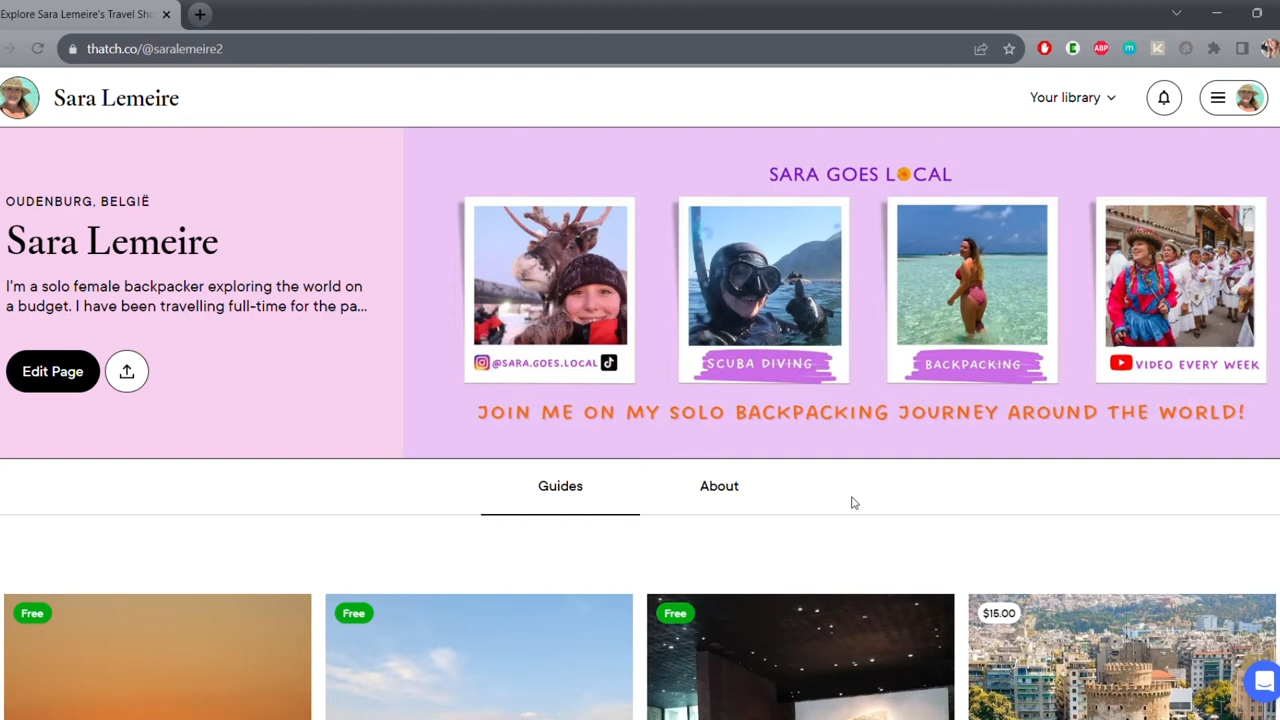 Explore Sara Lemeire's Travel Sho
thatch.co/@saralemeire2
ABP
m
K
Sara Lemeire
Your library
OUDENBURG, BELGIË
Sara Lemeire
I'm a solo female backpacker exploring the world on
a budget. I have been travelling full-time for the pa...
Edit Page
SARA GOES LOCAL
@SARA.GOES.LOCAL
SCUBA DIVING
BACKPACKING
VIDEO EVERY WEEK
JOIN ME ON MY SOLO BACKPACKING JOURNEY AROUND THE WORLD!
Guides
About
Free
Free
Free
$15.00